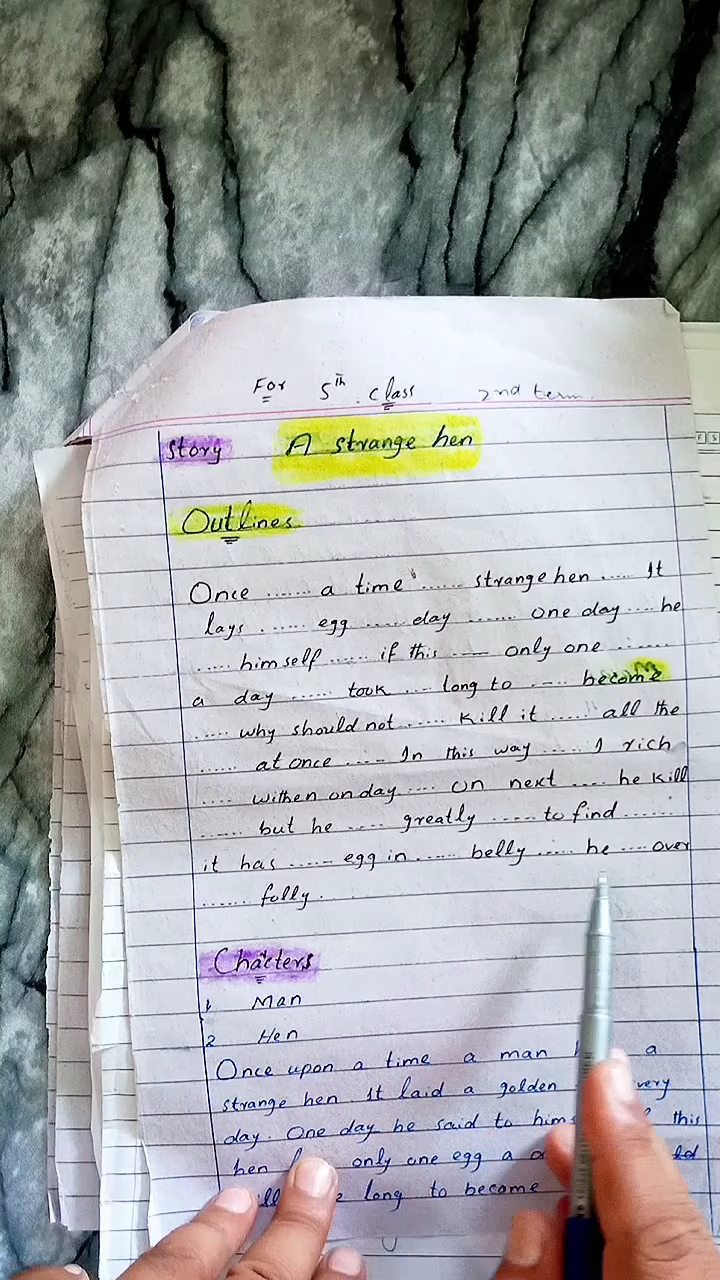 For 5th class 2nd term
Story A strange hen
Outlines
Once ...... a time ...... strange hen ..... It
lays ...... egg ...... day ...... one day .... he
...... himself ...... if this ---- only one ......
a day ...... took .... long to .... become
...... why should not ...... kill it ...... all the
...... at once ..... In this way ..... I rich
..... withen onday .... on next .... he kill
...... but he .... greatly ...... to find ......
it has ...... egg in ..... belly ..... he .... over
...... folly.
Chacters
1 Man
2 Hen
Once upon a time a man a
strange hen. It laid a golden very
day. One day he said to this
hen only one egg a
long to become